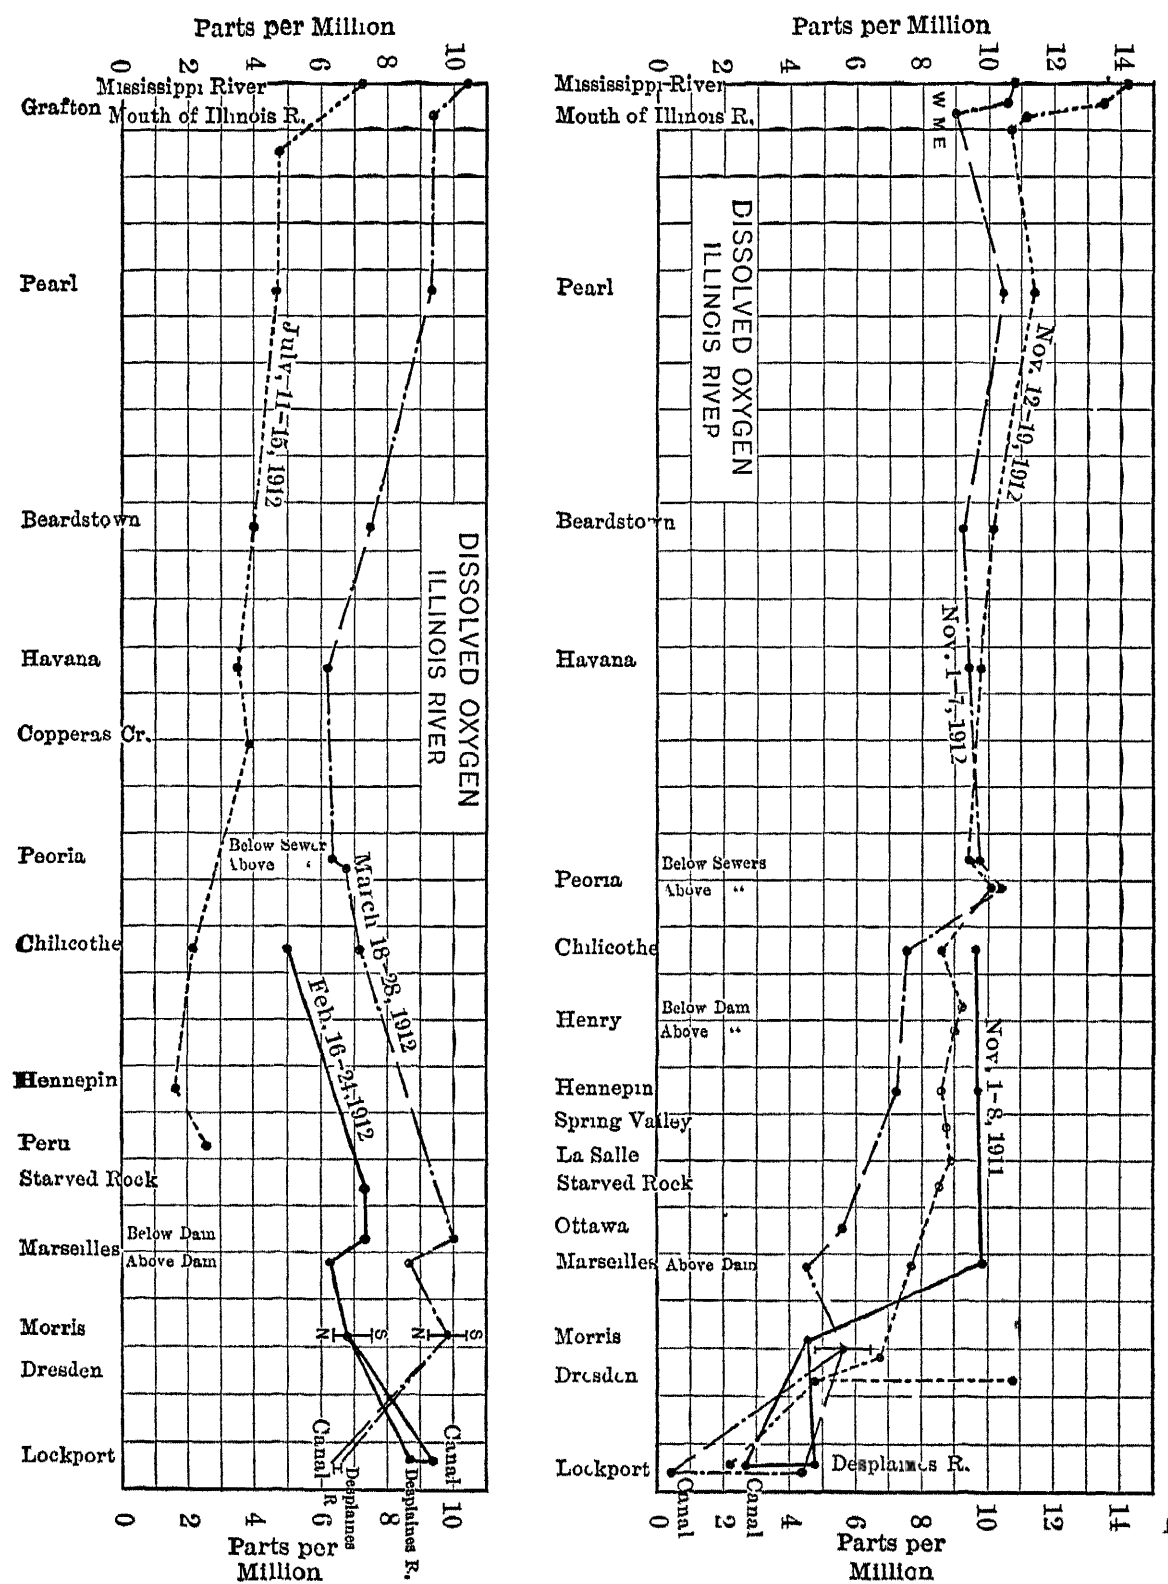 Parts per Million
0 2 4 6 8 10
Mississippi River
Grafton
Mouth of Illinois R.
Pearl
July, 11-15, 1912
Beardstown
DISSOLVED OXYGEN
ILLINOIS RIVER
Havana
Copperas Cr.
Peoria
Below Sewer
Above "
March 18-28, 1912
Chilicothe
Feb. 16-24, 1912
Hennepin
Peru
Starved Rock
Below Dam
Marseilles
Above Dam
Morris
N S N S
Dresden
Lockport
Canal
Desplaines R
Desplaines R.
Canal
0 2 4 6 8 10
Parts per
Million
Parts per Million
0 2 4 6 8 10 12 14
Mississippi River
Mouth of Illinois R.
W M E
DISSOLVED OXYGEN
ILLINOIS RIVER
Pearl
Nov. 12-19, 1912
Beardstown
Havana
Nov. 1-7, 1912
Below Sewers
Peoria
Above "
Chilicothe
Below Dam
Henry
Above "
Nov, 1-8, 1911
Hennepin
Spring Valley
La Salle
Starved Rock
Ottawa
Marseilles Above Dam
Morris
Dresden
Lockport
Desplaines R.
Canal
Canal
0 2 4 6 8 10 12 14
Parts per
Million